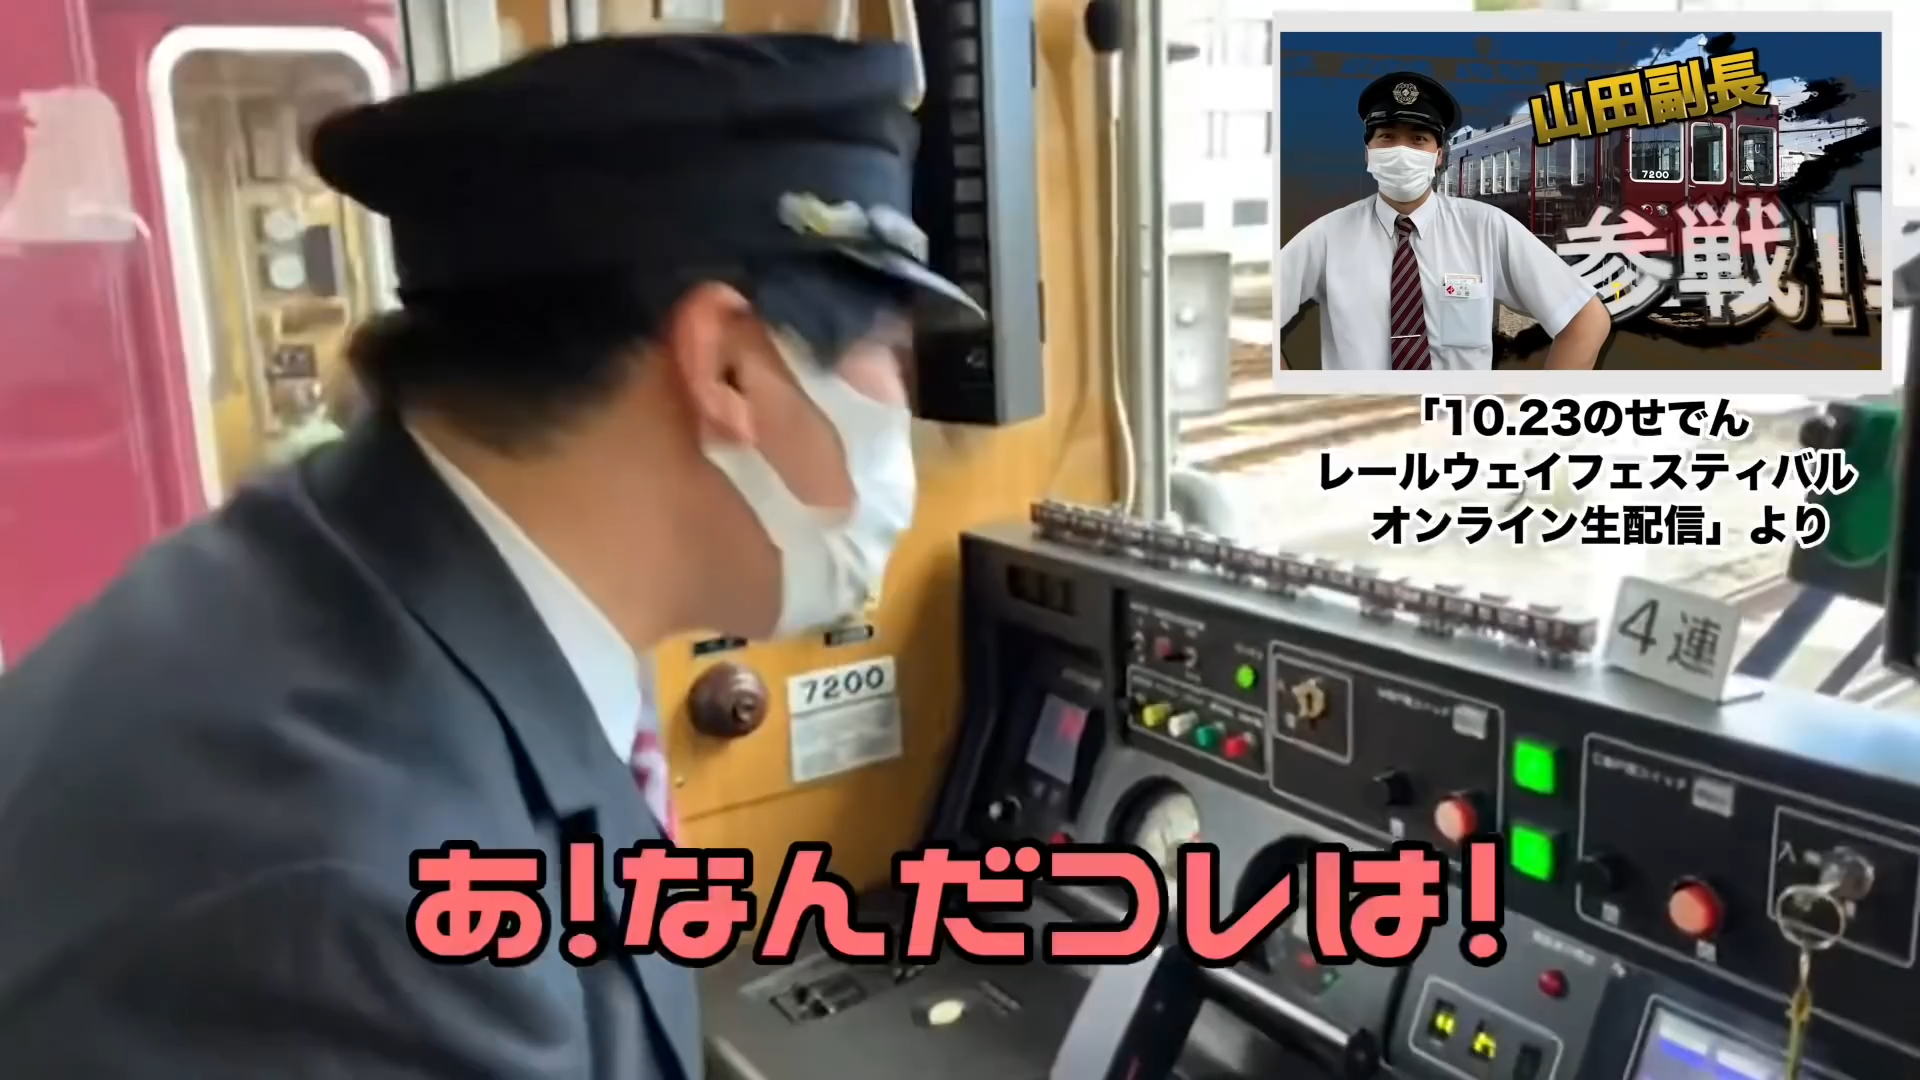 山田副長
7200
参戦!!
「10.23のせでん
レールウェイフェスティバル
オンライン生配信」より
4連
7200
あ!なんだコレは!